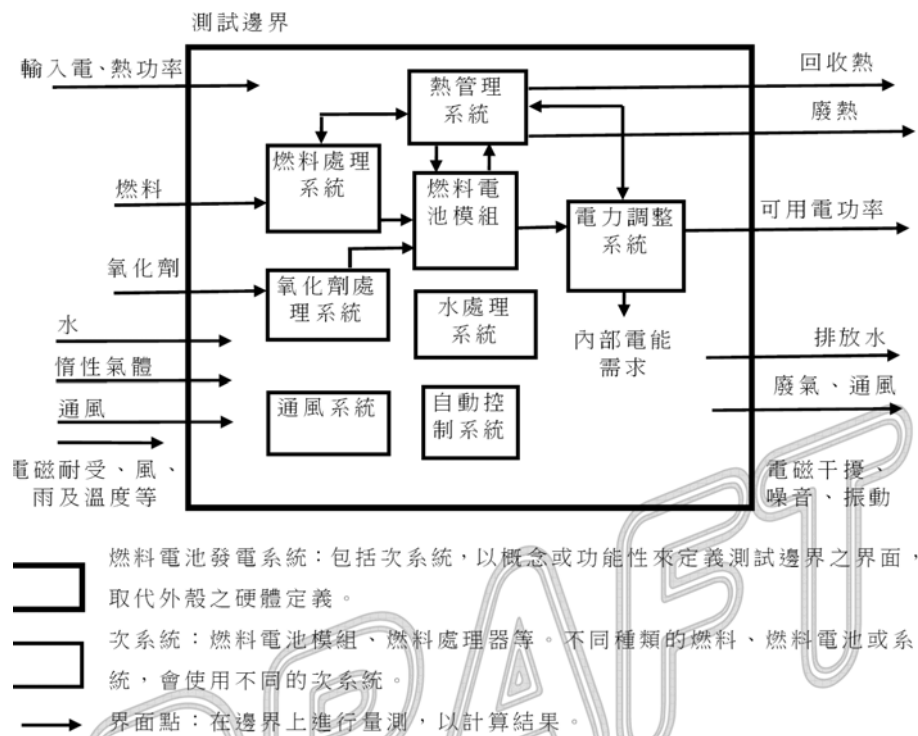 測試邊界
輸入電、熱功率
回收熱
熱管理
系統
廢熱
燃料處理
系統
燃料
燃料電
池模組
電力調整
系統
可用電功率
氧化劑
氧化劑處
理系統
水處理
系統
水
內部電能
需求
排放水
惰性氣體
廢氣、通風
通風
通風系統
自動控
制系統
電磁耐受、風、
雨及溫度等
電磁干擾、
噪音、振動
燃料電池發電系統：包括次系統，以概念或功能性來定義測試邊界之界面，
取代外殼之硬體定義。
次系統：燃料電池模組、燃料處理器等。不同種類的燃料、燃料電池或系
統，會使用不同的次系統。
界面點：在邊界上進行量測，以計算結果。
DRAFT